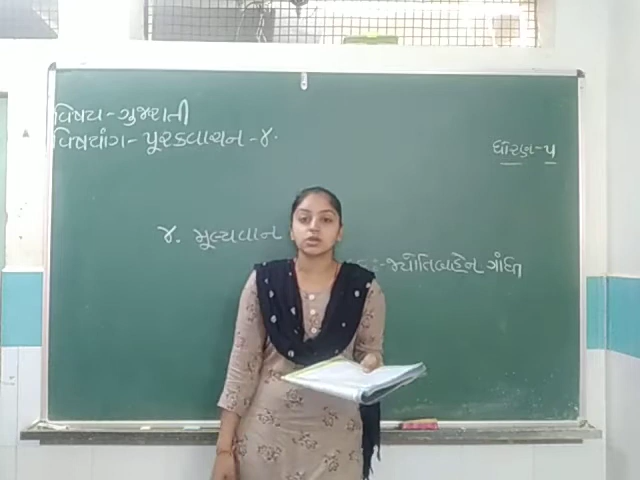 વિષય - ગુજરાતી
વિષયાંગ - પૂરકવાચન - ૪.
ધોરણ - ૫
૪. મૂલ્યવાન
:- જ્યોતિબહેન ગાંધી